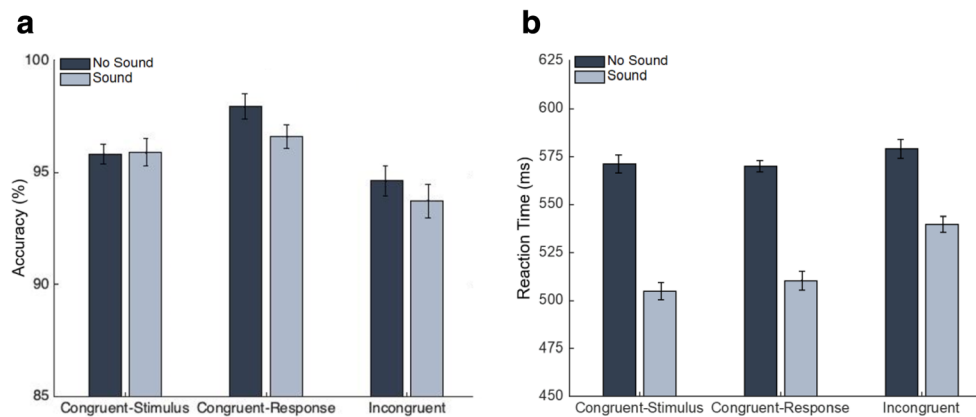 a
Accuracy (%)
100
95
90
85
No Sound
Sound
Congruent-Stimulus Congruent-Response Incongruent
b
Reaction Time (ms)
625
600
575
550
525
500
475
450
No Sound
Sound
Congruent-Stimulus Congruent-Response Incongruent